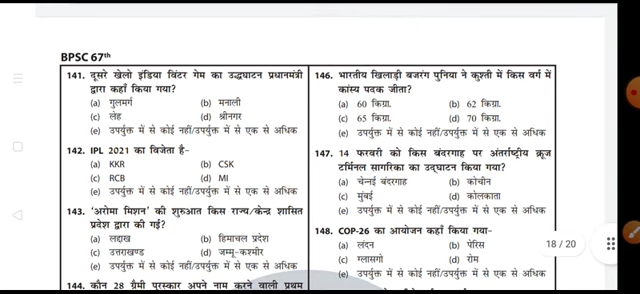 BPSC 67th
141. दूसरे खेलो इंडिया विंटर गेम का उद्घाटन प्रधानमंत्री
द्वारा कहाँ किया गया?
(a) गुलमर्ग (b) मनाली
(c) लेह (d) श्रीनगर
(e) उपर्युक्त में से कोई नहीं/उपर्युक्त में से एक से अधिक
142. IPL 2021 का विजेता है-
(a) KKR (b) CSK
(c) RCB (d) MI
(e) उपर्युक्त में से कोई नहीं/उपर्युक्त में से एक से अधिक
143. 'अरोमा मिशन' की शुरुआत किस राज्य/केन्द्र शासित
प्रदेश द्वारा की गई?
(a) लद्दाख (b) हिमाचल प्रदेश
(c) उत्तराखण्ड (d) जम्मू-कश्मीर
(e) उपर्युक्त में से कोई नहीं/उपर्युक्त में से एक से अधिक
144. कौन 28 ग्रैमी पुरस्कार अपने नाम करने वाली प्रथम
146. भारतीय खिलाड़ी बजरंग पुनिया ने कुश्ती में किस वर्ग में
कांस्य पदक जीता?
(a) 60 किग्रा. (b) 62 किग्रा.
(c) 65 किग्रा. (d) 70 किग्रा.
(e) उपर्युक्त में से कोई नहीं/उपर्युक्त में से एक से अधिक
147. 14 फरवरी को किस बंदरगाह पर अंतर्राष्ट्रीय क्रूज
टर्मिनल सागरिका का उद्घाटन किया गया?
(a) चेन्नई बंदरगाह (b) कोचीन
(c) मुंबई (d) कोलकाता
(e) उपर्युक्त में से कोई नहीं/उपर्युक्त में से एक से अधिक
148. COP-26 का आयोजन कहाँ किया गया-
(a) लंदन (b) पेरिस
(c) ग्लासगो (d) रोम
(e) उपर्युक्त में से कोई नहीं/उपर्युक्त में से एक से अधिक
18 / 20